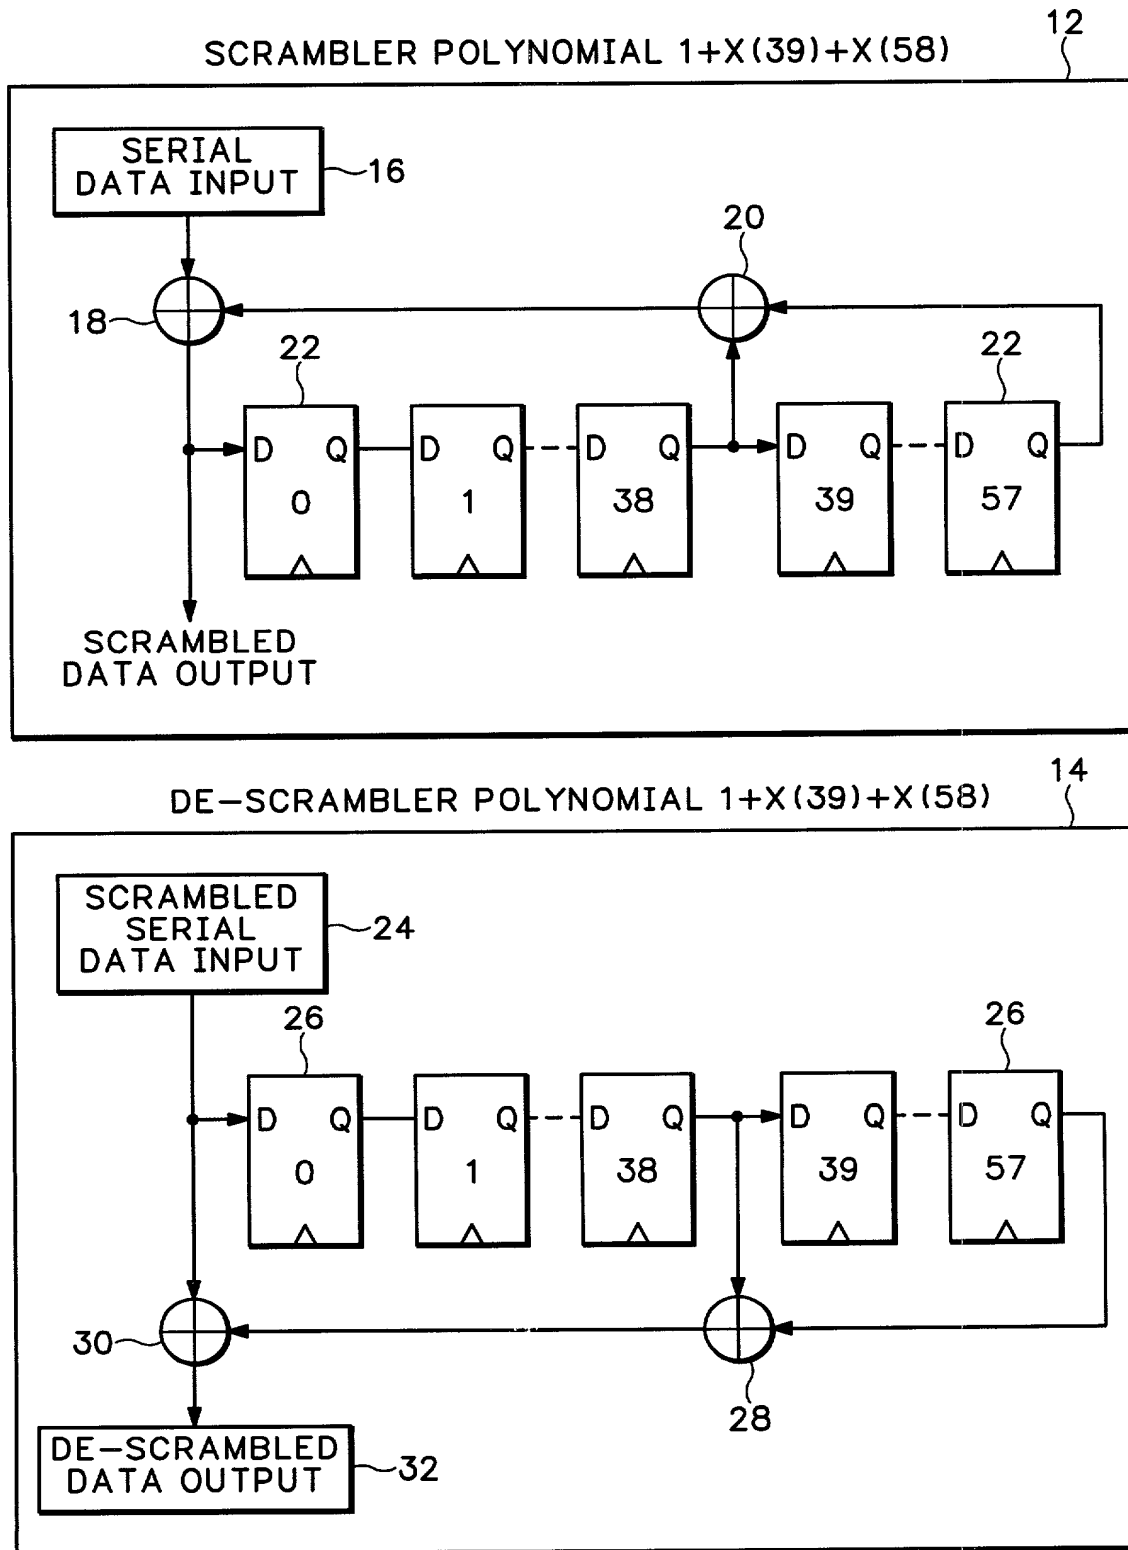 12
SCRAMBLER POLYNOMIAL 1+X(39)+X(58)
SERIAL
DATA INPUT
16
20
18
22
22
D Q
D Q
D Q
D Q
D Q
0
1
38
39
57
SCRAMBLED
DATA OUTPUT
14
DE-SCRAMBLER POLYNOMIAL 1+X(39)+X(58)
SCRAMBLED
SERIAL
DATA INPUT
24
26
26
D Q
D Q
D Q
D Q
D Q
0
1
38
39
57
30
28
DE-SCRAMBLED
DATA OUTPUT
32